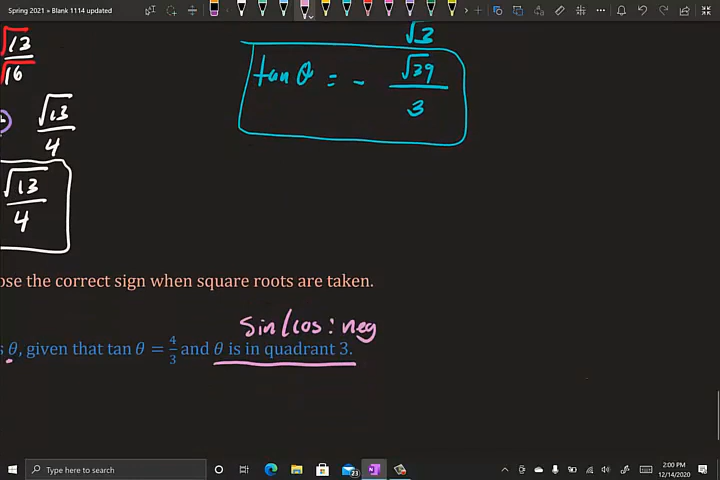 Spring 2021 » Blank 1114 updated
√13
√16
√3
tan θ = - √39/3
√13/4
√13/4
ose the correct sign when square roots are taken.
sin/cos: neg
s θ, given that tan θ = 4/3 and θ is in quadrant 3.
Type here to search
23
2:00 PM
12/14/2020